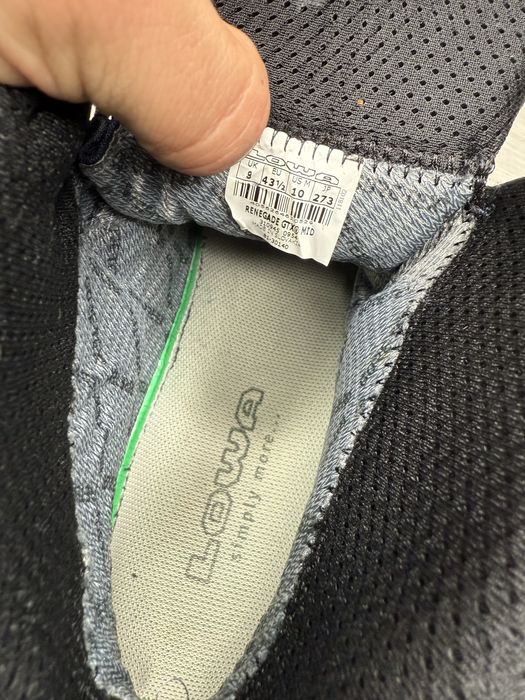 LOWA
UK EU US M JP
9 43½ 10 273
RENEGADE GTX® MID
LOWA
simply more...